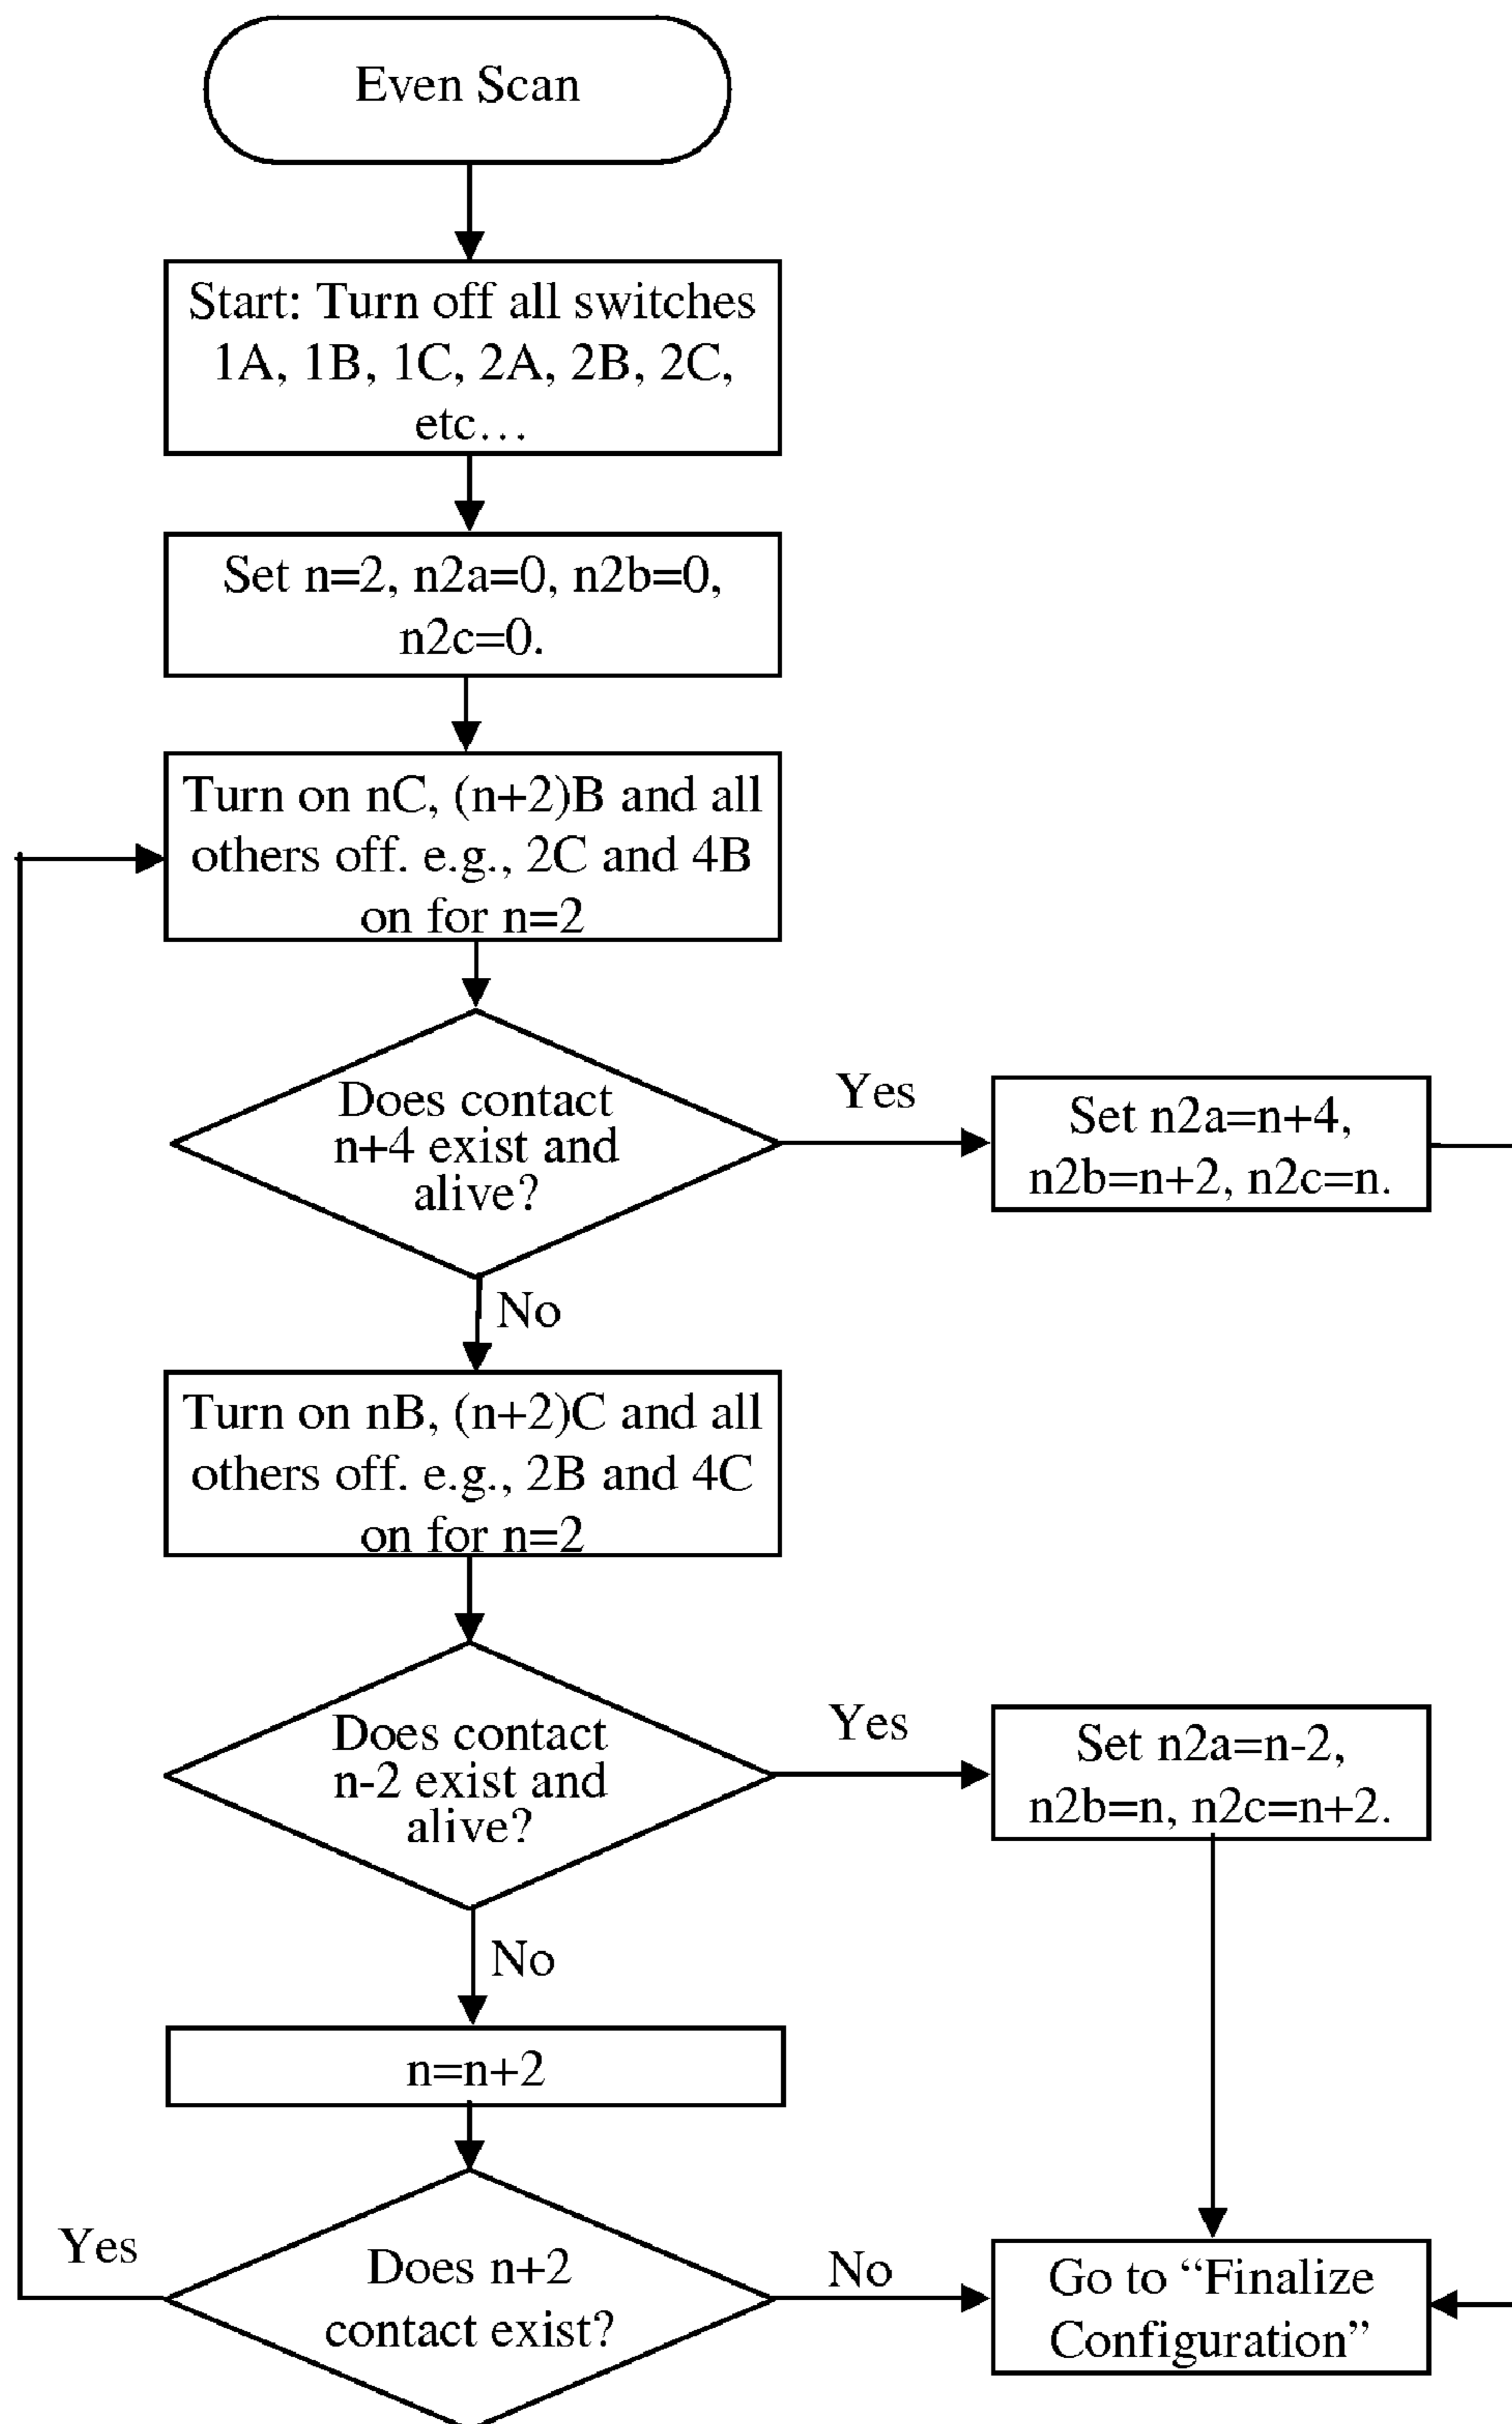 Even Scan
Start: Turn off all switches
1A, 1B, 1C, 2A, 2B, 2C,
etc…
Set n=2, n2a=0, n2b=0,
n2c=0.
Turn on nC, (n+2)B and all
others off. e.g., 2C and 4B
on for n=2
Does contact
n+4 exist and
alive?
Yes
Set n2a=n+4,
n2b=n+2, n2c=n.
No
Turn on nB, (n+2)C and all
others off. e.g., 2B and 4C
on for n=2
Does contact
n-2 exist and
alive?
Yes
Set n2a=n-2,
n2b=n, n2c=n+2.
No
n=n+2
Yes
Does n+2
contact exist?
No
Go to “Finalize
Configuration”